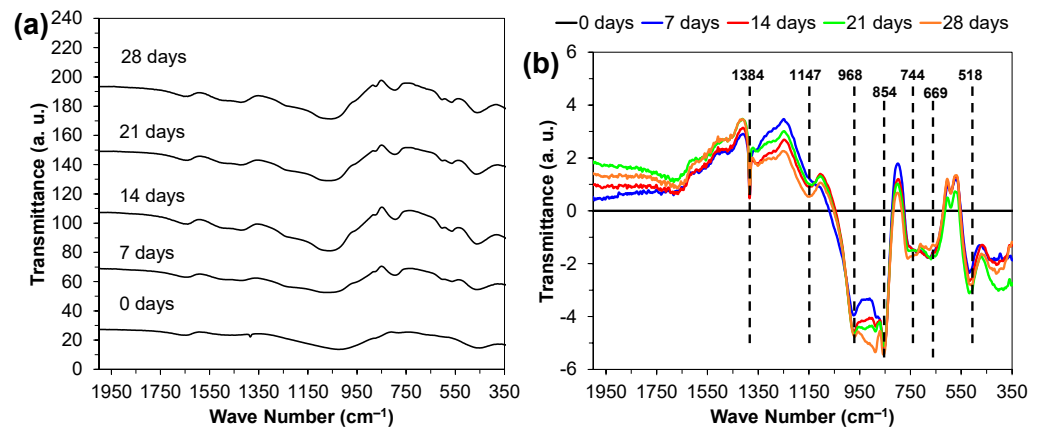 (a)
240
220
200
180
160
140
120
100
80
60
40
20
0
Transmittance (a. u.)
28 days
21 days
14 days
7 days
0 days
1950 1750 1550 1350 1150 950 750 550 350
Wave Number (cm⁻¹)
0 days 7 days 14 days 21 days 28 days
(b)
6
4
2
0
-2
-4
-6
Transmittance (a. u.)
1384 1147 968 854 744 669 518
1950 1750 1550 1350 1150 950 750 550 350
Wave Number (cm⁻¹)